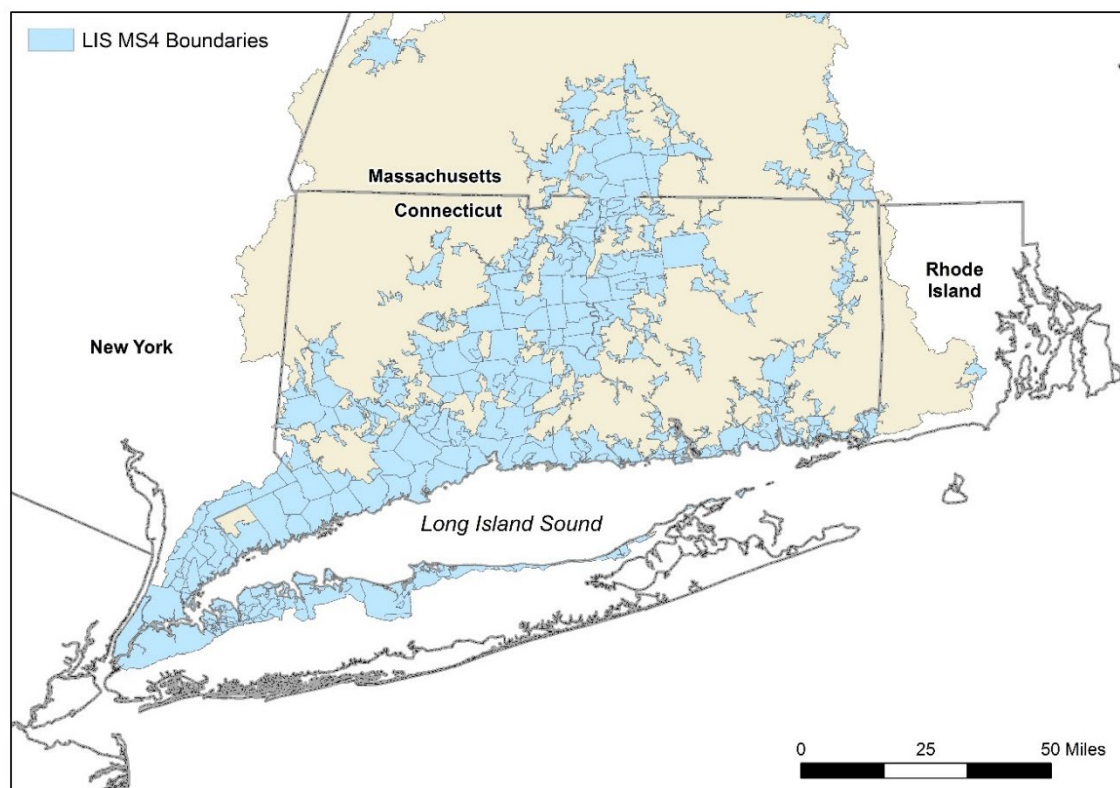 LIS MS4 Boundaries
Massachusetts
Connecticut
Rhode
Island
New York
Long Island Sound
0 25 50 Miles